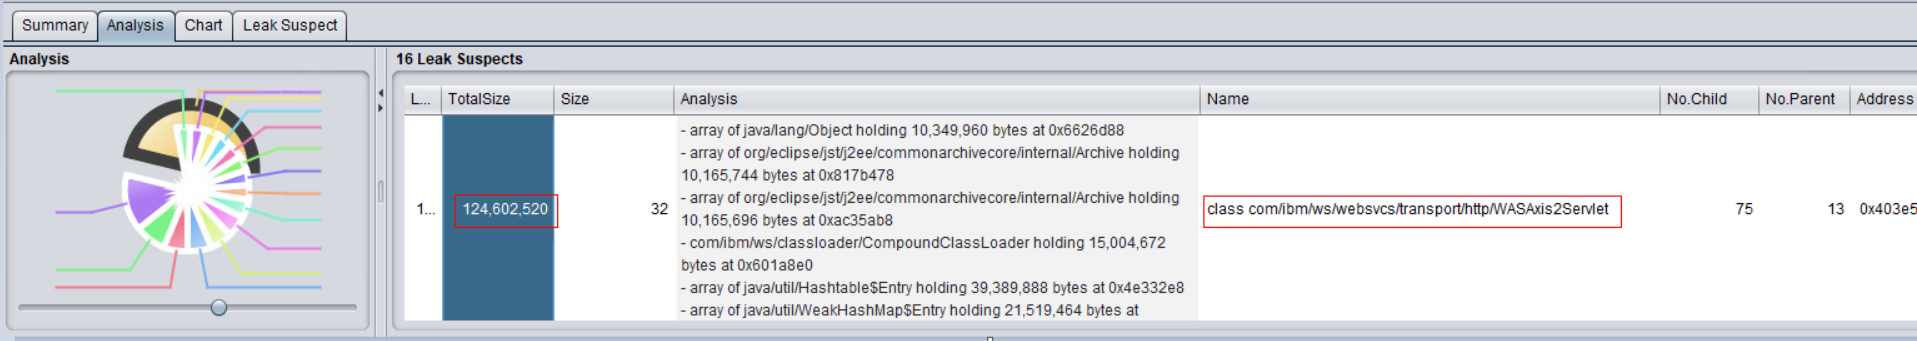 Summary Analysis Chart Leak Suspect
Analysis
16 Leak Suspects
L... TotalSize Size Analysis Name No.Child No.Parent Address
- array of java/lang/Object holding 10,349,960 bytes at 0x6626d88
- array of org/eclipse/jst/j2ee/commonarchivecore/internal/Archive holding
10,165,744 bytes at 0x817b478
- array of org/eclipse/jst/j2ee/commonarchivecore/internal/Archive holding
1... 124,602,520 32 10,165,696 bytes at 0xac35ab8 class com/ibm/ws/websvcs/transport/http/WASAxis2Servlet 75 13 0x403e5
- com/ibm/ws/classloader/CompoundClassLoader holding 15,004,672
bytes at 0x601a8e0
- array of java/util/Hashtable$Entry holding 39,389,888 bytes at 0x4e332e8
- array of java/util/WeakHashMap$Entry holding 21,519,464 bytes at